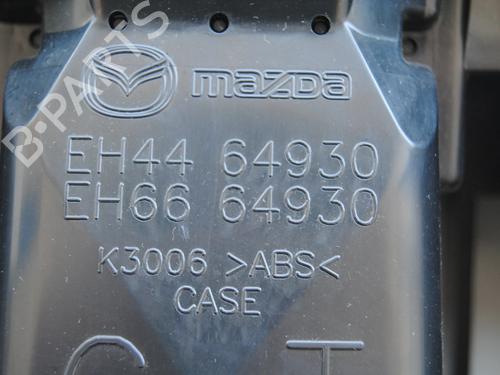 B-PARTS
mazda
EH44 64930
EH66 64930
K3006 >ABS<
CASE
C T